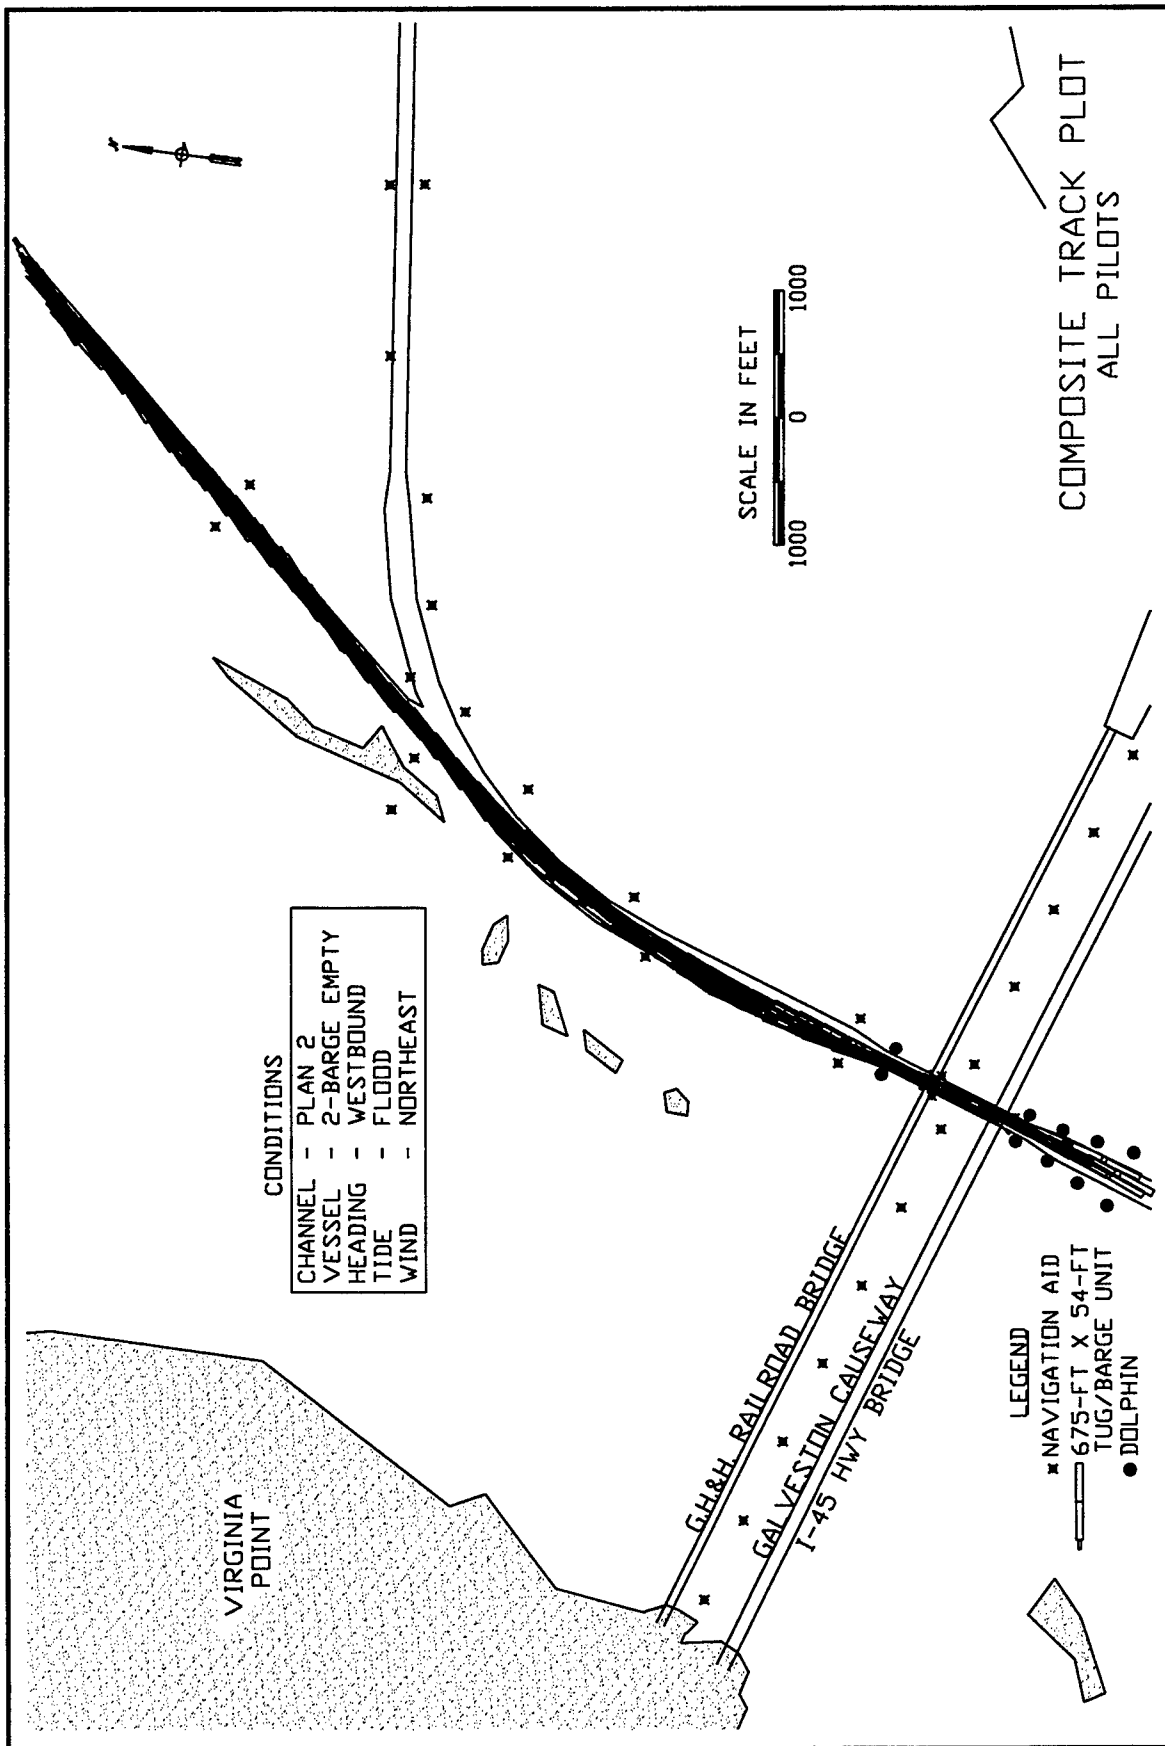 N
VIRGINIA
POINT
CONDITIONS
CHANNEL - PLAN 2
VESSEL - 2-BARGE EMPTY
HEADING - WESTBOUND
TIDE - FLOOD
WIND - NORTHEAST
SCALE IN FEET
1000 0 1000
G.H.&H. RAILROAD BRIDGE
GALVESTON CAUSEWAY
I-45 HWY BRIDGE
LEGEND
NAVIGATION AID
675-FT X 54-FT
TUG/BARGE UNIT
DOLPHIN
COMPOSITE TRACK PLOT
ALL PILOTS